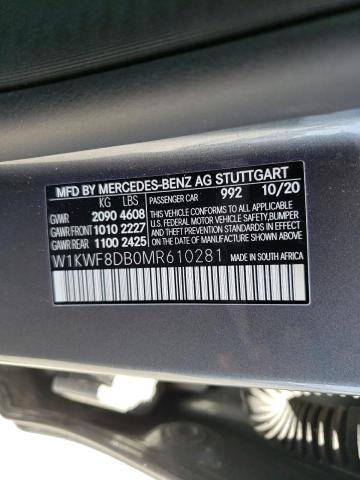 MFD BY MERCEDES-BENZ AG STUTTGART
KG LBS PASSENGER CAR 992 10/20
GVWR 2090 4608
GAWR FRONT 1010 2227
GAWR REAR 1100 2425
THIS VEHICLE CONFORMS TO ALL APPLICABLE
U.S. FEDERAL MOTOR VEHICLE SAFETY, BUMPER
AND THEFT PREVENTION STANDARDS IN EFFECT
ON THE DATE OF MANUFACTURE SHOWN ABOVE.
W1KWF8DB0MR610281
MADE IN SOUTH AFRICA